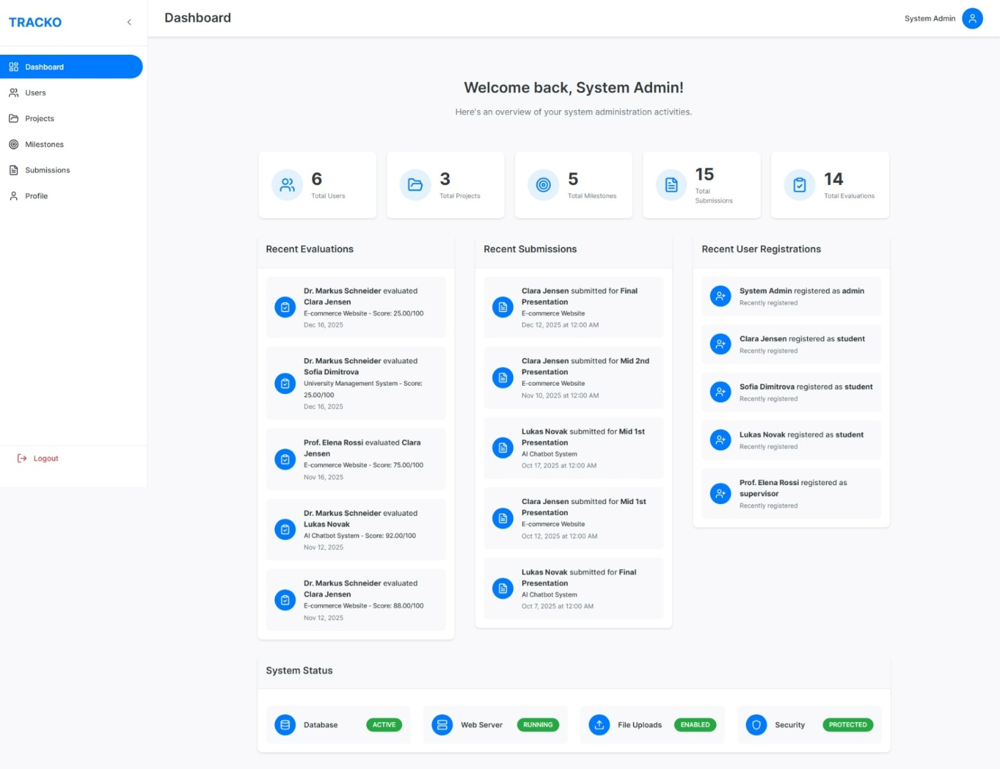 TRACKO
Dashboard
System Admin
Dashboard
Users
Projects
Milestones
Submissions
Profile
Logout
Welcome back, System Admin!
Here's an overview of your system administration activities.
6
Total Users
3
Total Projects
5
Total Milestones
15
Total
Submissions
14
Total Evaluations
Recent Evaluations
Dr. Markus Schneider evaluated
Clara Jensen
E-commerce Website - Score: 25.00/100
Dec 16, 2025
Dr. Markus Schneider evaluated
Sofia Dimitrova
University Management System - Score:
25.00/100
Dec 16, 2025
Prof. Elena Rossi evaluated Clara
Jensen
E-commerce Website - Score: 75.00/100
Nov 16, 2025
Dr. Markus Schneider evaluated
Lukas Novak
AI Chatbot System - Score: 92.00/100
Nov 12, 2025
Dr. Markus Schneider evaluated
Clara Jensen
E-commerce Website - Score: 88.00/100
Nov 12, 2025
Recent Submissions
Clara Jensen submitted for Final
Presentation
E-commerce Website
Dec 12, 2025 at 12:00 AM
Clara Jensen submitted for Mid 2nd
Presentation
E-commerce Website
Nov 10, 2025 at 12:00 AM
Lukas Novak submitted for Mid 1st
Presentation
AI Chatbot System
Oct 17, 2025 at 12:00 AM
Clara Jensen submitted for Mid 1st
Presentation
E-commerce Website
Oct 12, 2025 at 12:00 AM
Lukas Novak submitted for Final
Presentation
AI Chatbot System
Oct 7, 2025 at 12:00 AM
Recent User Registrations
System Admin registered as admin
Recently registered
Clara Jensen registered as student
Recently registered
Sofia Dimitrova registered as student
Recently registered
Lukas Novak registered as student
Recently registered
Prof. Elena Rossi registered as
supervisor
Recently registered
System Status
Database
ACTIVE
Web Server
RUNNING
File Uploads
ENABLED
Security
PROTECTED